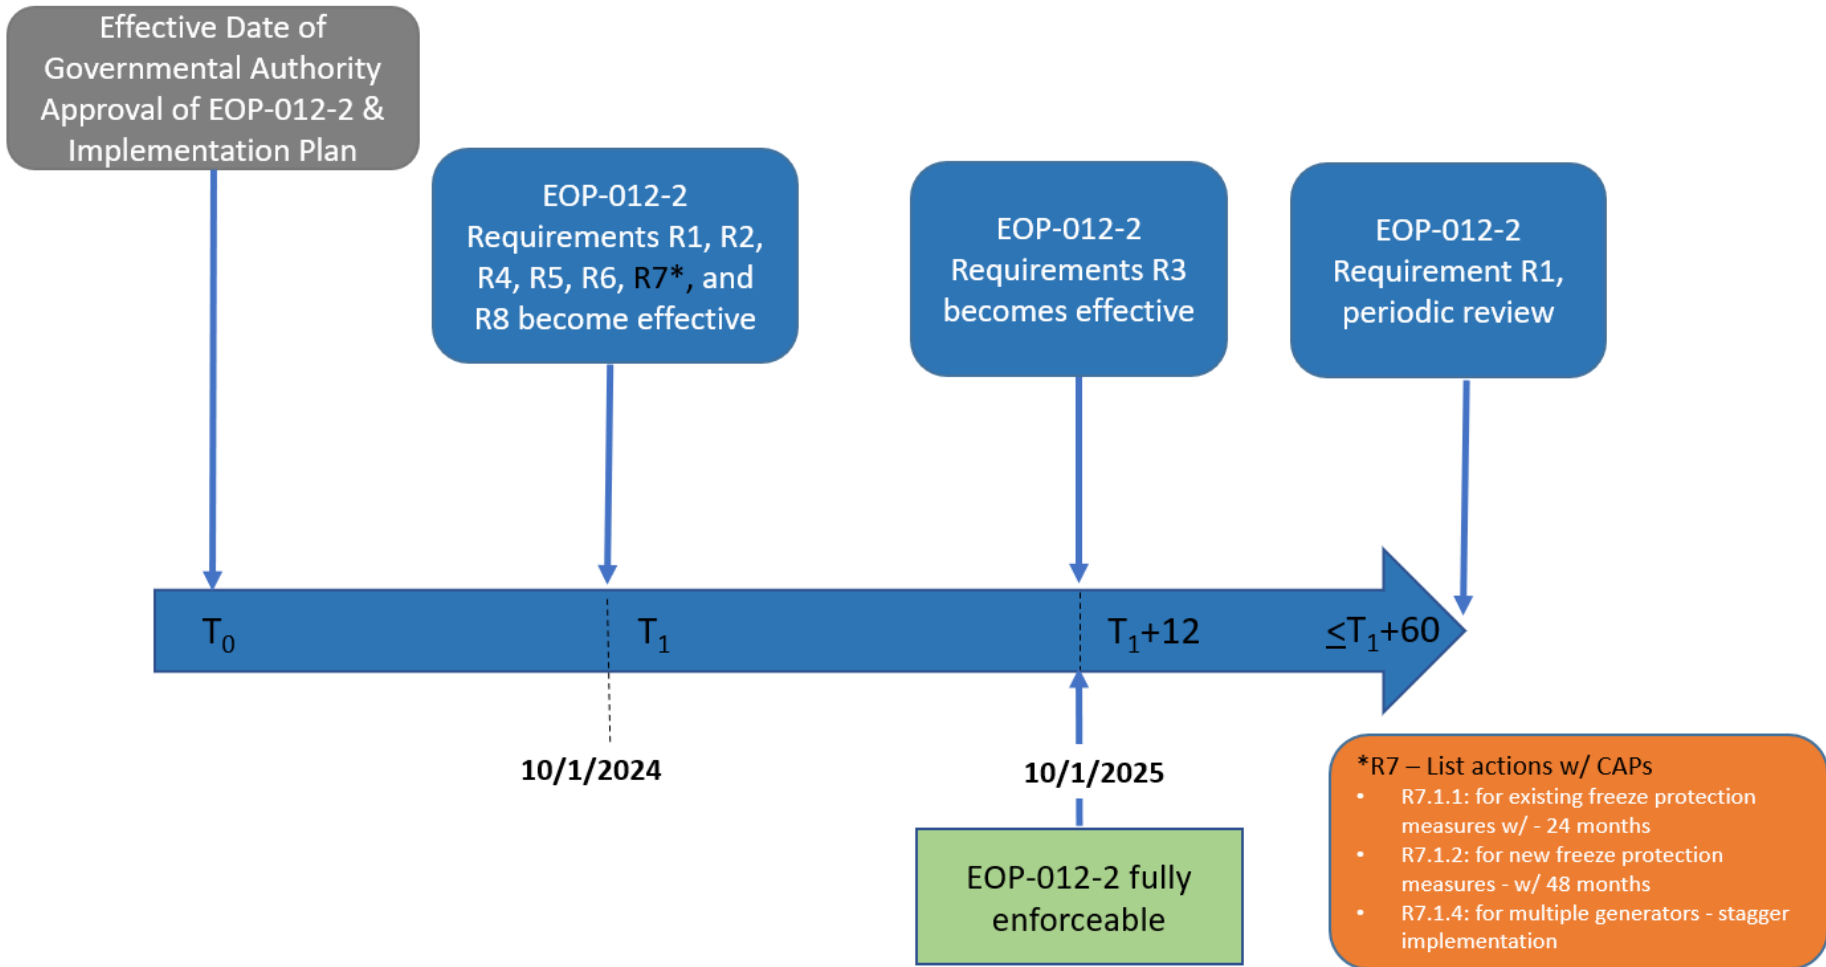 Effective Date of
Governmental Authority
Approval of EOP-012-2 &
Implementation Plan
EOP-012-2
Requirements R1, R2,
R4, R5, R6, R7*, and
R8 become effective
EOP-012-2
Requirements R3
becomes effective
EOP-012-2
Requirement R1,
periodic review
T0
T1
T1+12
≤T1+60
10/1/2024
10/1/2025
EOP-012-2 fully
enforceable
*R7 – List actions w/ CAPs
• R7.1.1: for existing freeze protection
measures w/ - 24 months
• R7.1.2: for new freeze protection
measures - w/ 48 months
• R7.1.4: for multiple generators - stagger
implementation